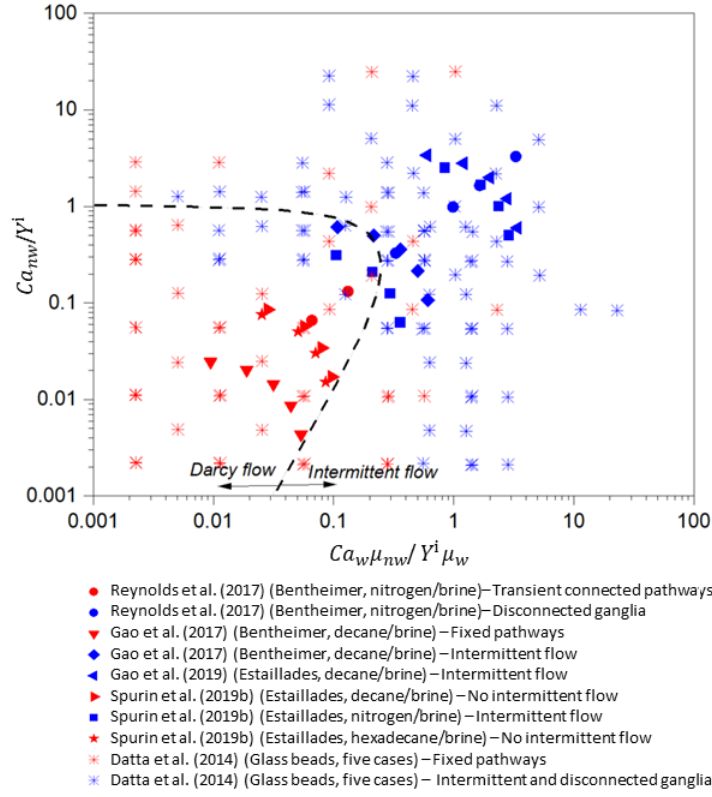 100
10
1
0.1
0.01
0.001
Ca_nw/Y^i
Darcy flow
Intermittent flow
0.001
0.01
0.1
1
10
100
Ca_w μ_nw / Y^i μ_w
Reynolds et al. (2017) (Bentheimer, nitrogen/brine)–Transient connected pathways
Reynolds et al. (2017) (Bentheimer, nitrogen/brine)–Disconnected ganglia
Gao et al. (2017) (Bentheimer, decane/brine) –Fixed pathways
Gao et al. (2017) (Bentheimer, decane/brine) –Intermittent flow
Gao et al. (2019) (Estaillades, decane/brine) –Intermittent flow
Spurin et al. (2019b) (Estaillades, decane/brine) –No intermittent flow
Spurin et al. (2019b) (Estaillades, nitrogen/brine) –Intermittent flow
Spurin et al. (2019b) (Estaillades, hexadecane/brine) –No intermittent flow
Datta et al. (2014) (Glass beads, five cases) – Fixed pathways
Datta et al. (2014) (Glass beads, five cases) – Intermittent and disconnected ganglia